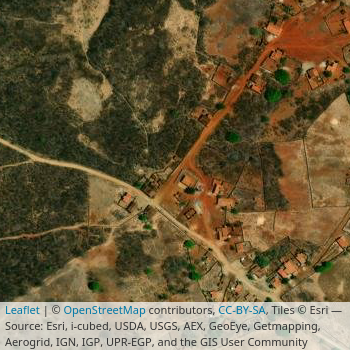 Leaflet | © OpenStreetMap contributors, CC-BY-SA, Tiles © Esri —
Source: Esri, i-cubed, USDA, USGS, AEX, GeoEye, Getmapping,
Aerogrid, IGN, IGP, UPR-EGP, and the GIS User Community